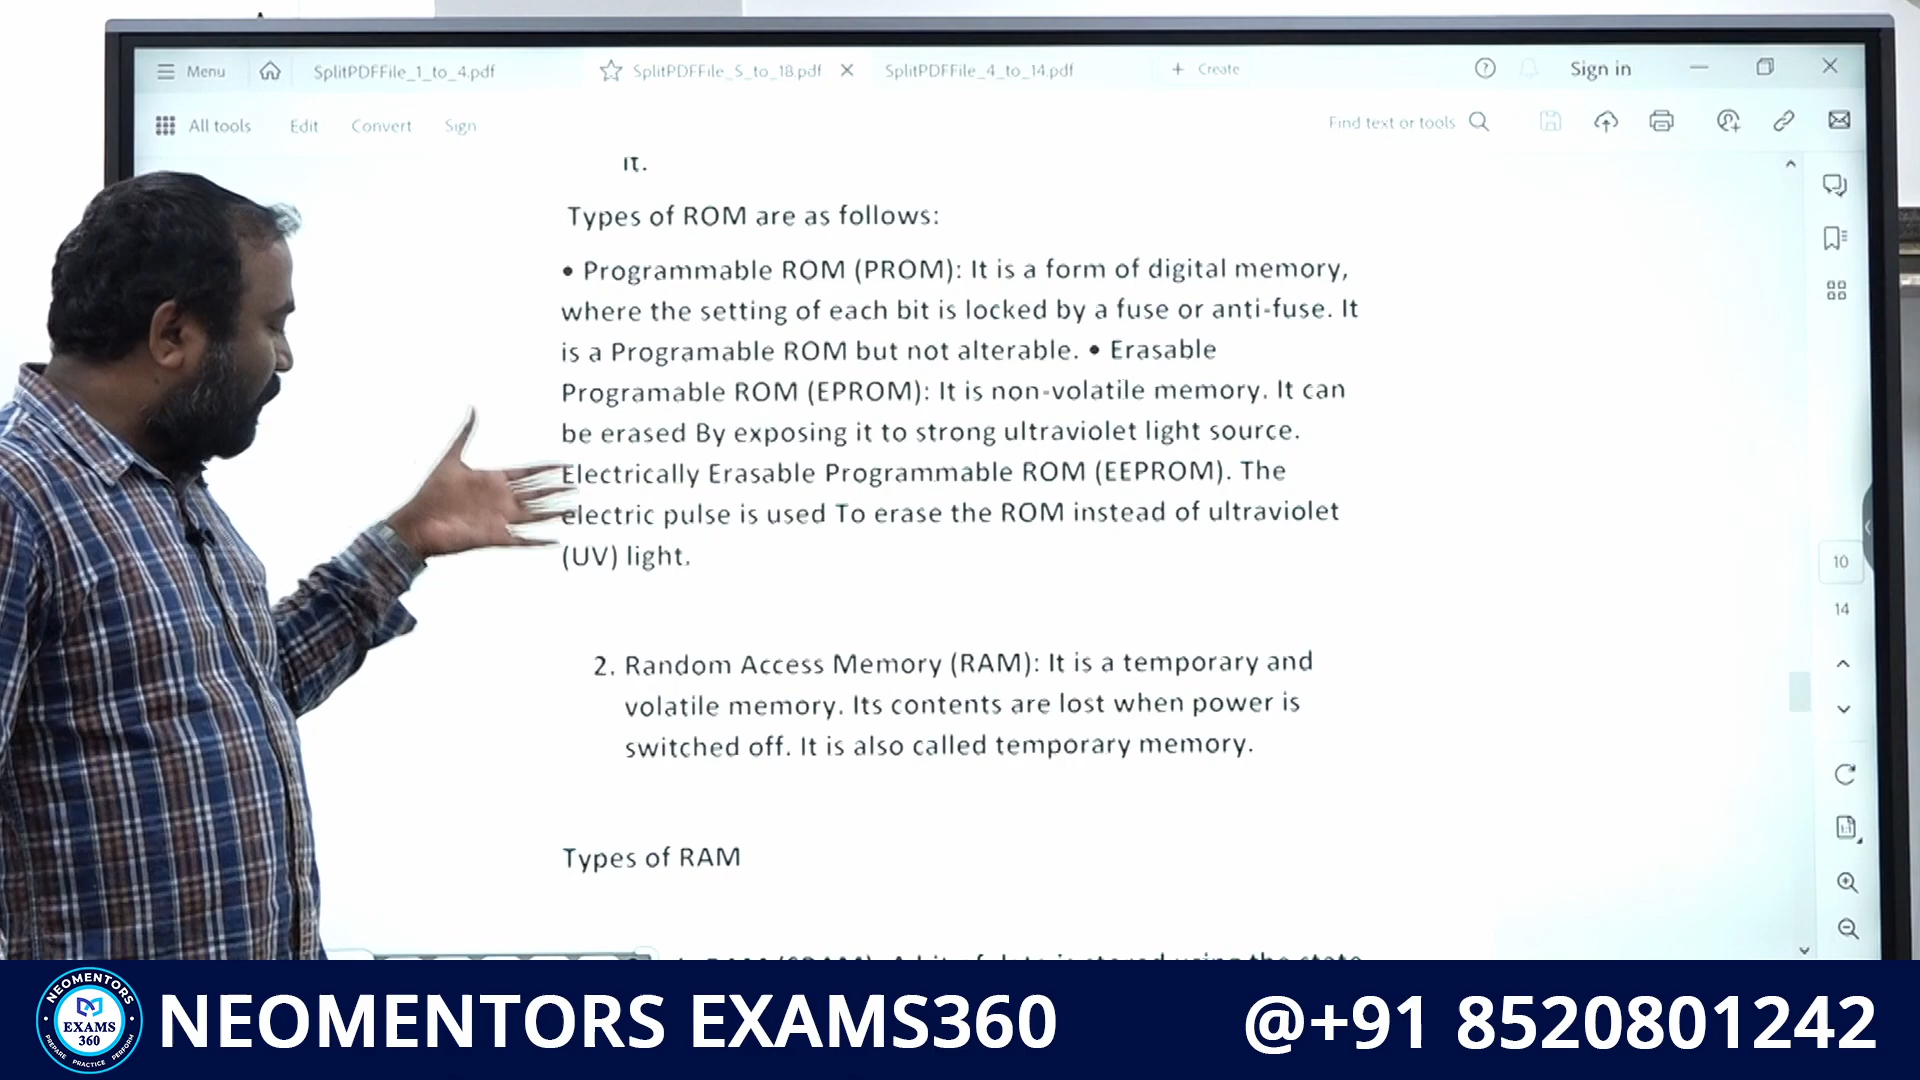 Menu
SplitPDFFile_1_to_4.pdf
SplitPDFFile_5_to_18.pdf
SplitPDFFile_4_to_14.pdf
Create
Sign in
All tools
Edit
Convert
Sign
Find text or tools
it.
Types of ROM are as follows:
• Programmable ROM (PROM): It is a form of digital memory,
where the setting of each bit is locked by a fuse or anti-fuse. It
is a Programable ROM but not alterable. • Erasable
Programable ROM (EPROM): It is non-volatile memory. It can
be erased By exposing it to strong ultraviolet light source.
Electrically Erasable Programmable ROM (EEPROM). The
electric pulse is used To erase the ROM instead of ultraviolet
(UV) light.
10
14
2. Random Access Memory (RAM): It is a temporary and
volatile memory. Its contents are lost when power is
switched off. It is also called temporary memory.
Types of RAM
NEOMENTORS
EXAMS
360
PREPARE PRACTICE PERFORM
NEOMENTORS EXAMS360
@+91 8520801242